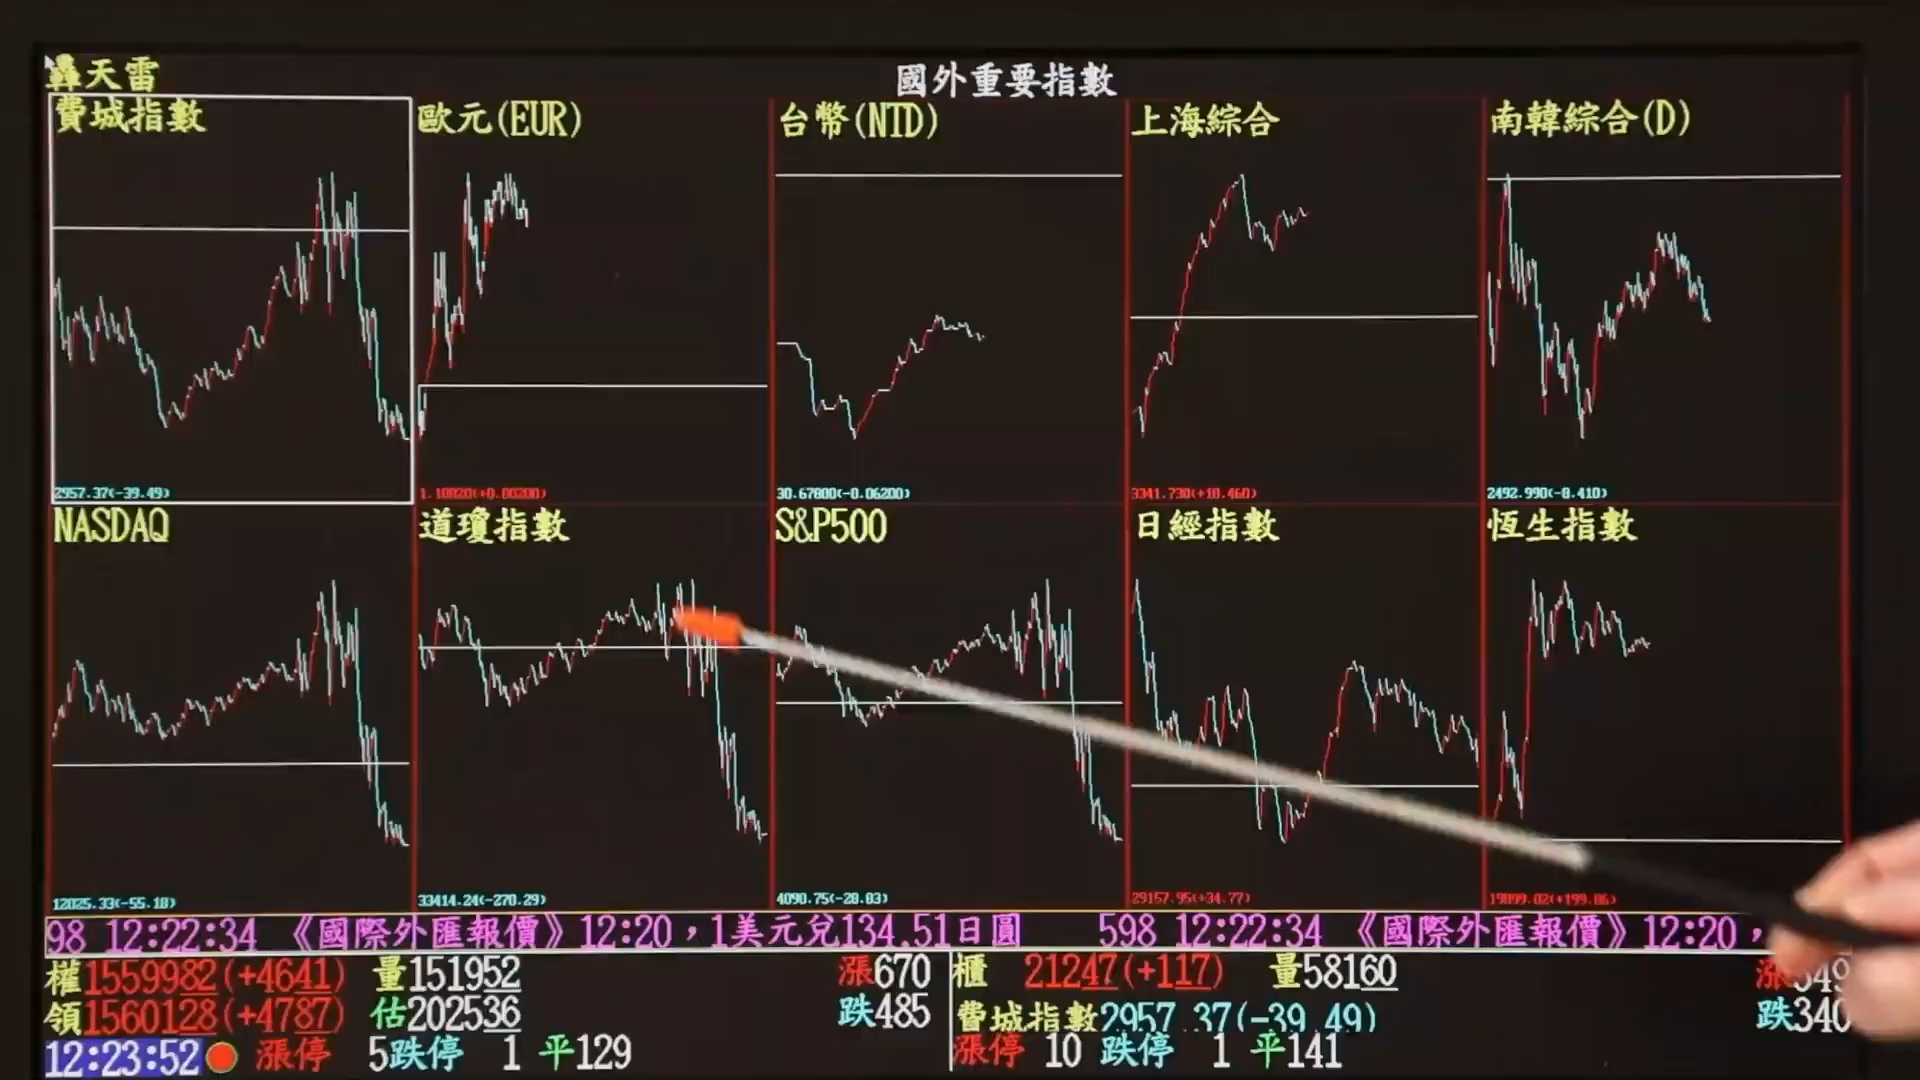 轟天雷
國外重要指數
費城指數
歐元(EUR)
台幣(NTD)
上海綜合
南韓綜合(D)
2957.37(-39.49)
30.67800(-0.06200)
3341.730(+10.460)
2492.990(-8.410)
NASDAQ
道瓊指數
S&P500
日經指數
恆生指數
12025.33(-55.18)
33414.24(-270.29)
4090.75(-28.83)
29157.95(+34.77)
98 12:22:34 《國際外匯報價》12:20，1美元兌134.51日圓 598 12:22:34 《國際外匯報價》12:20，
權1559982(+4641) 量151952 漲670
櫃 21247(+117) 量58160
領1560128(+4787) 估202536 跌485
費城指數2957.37(-39.49) 跌340
12:23:52 漲停 5跌停 1 平129
漲停 10 跌停 1 平141